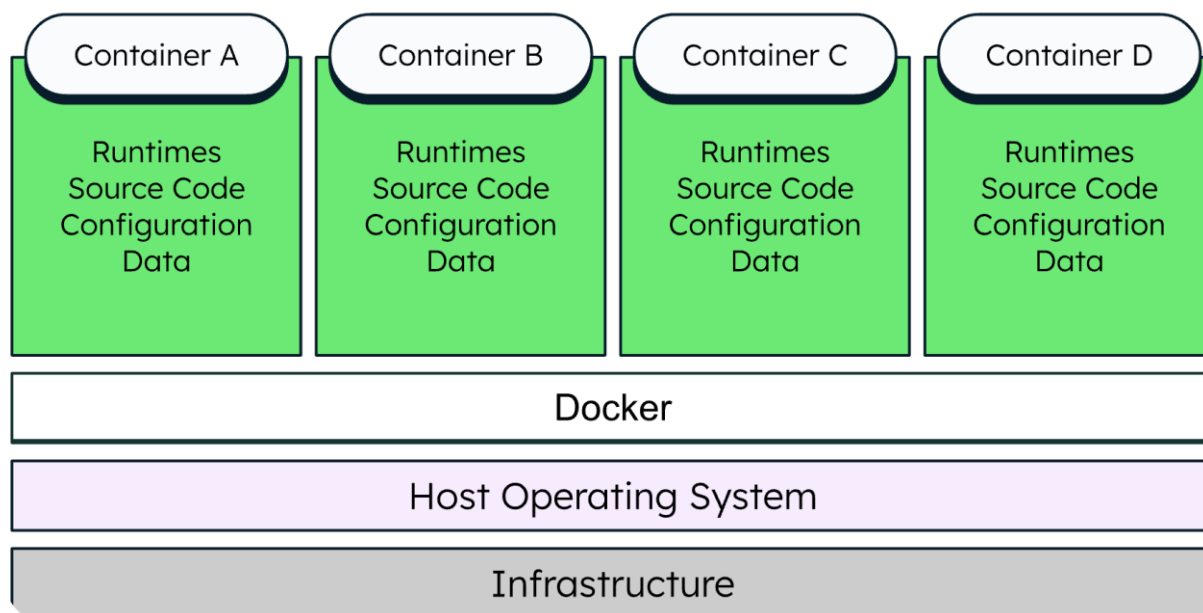 Container A
Runtimes
Source Code
Configuration
Data
Container B
Runtimes
Source Code
Configuration
Data
Container C
Runtimes
Source Code
Configuration
Data
Container D
Runtimes
Source Code
Configuration
Data
Docker
Host Operating System
Infrastructure